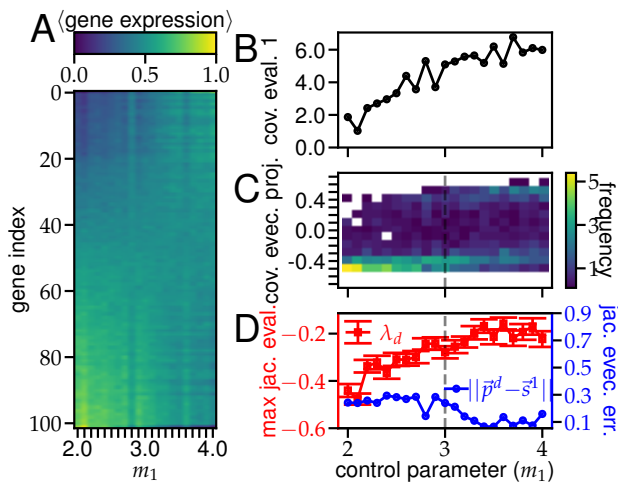 A
⟨gene expression⟩
0.0 0.5 1.0
0
20
40
60
80
100
gene index
2.0 3.0 4.0
m₁
B
cov. eval. 1
6.0
4.0
2.0
0.0
C
cov. evec. proj.
0.4
0.0
-0.4
5
3
1
frequency
D
max jac. eval.
−0.2
−0.4
−0.6
λ_d
||p⃗ᵈ−s⃗¹||
0.9
0.7
0.5
0.3
0.1
jac. evec. err.
2 3 4
control parameter (m₁)